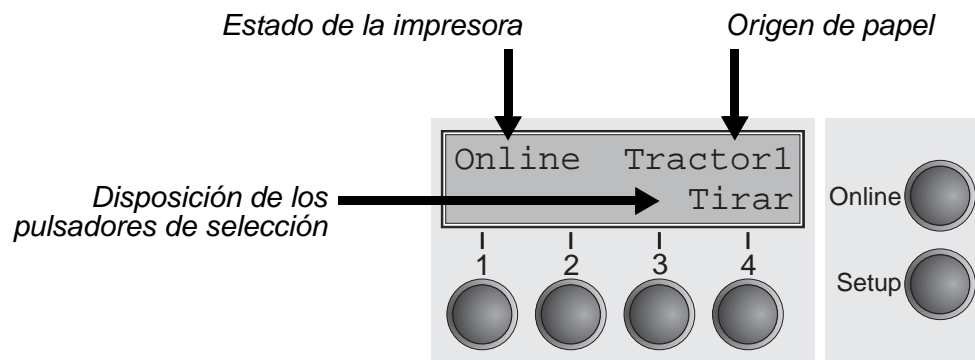 Estado de la impresora
Origen de papel
Online Tractor1
Tirar
Disposición de los
pulsadores de selección
1 2 3 4
Online
Setup